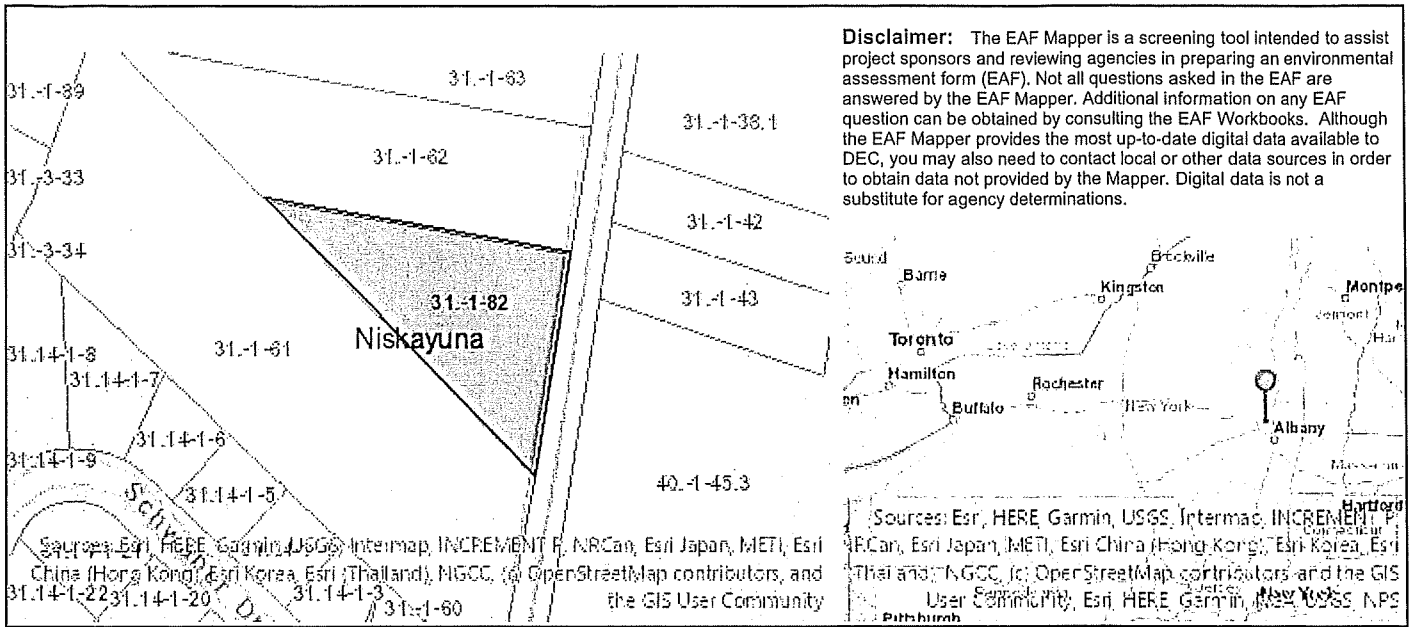 Disclaimer: The EAF Mapper is a screening tool intended to assist
project sponsors and reviewing agencies in preparing an environmental
assessment form (EAF). Not all questions asked in the EAF are
answered by the EAF Mapper. Additional information on any EAF
question can be obtained by consulting the EAF Workbooks. Although
the EAF Mapper provides the most up-to-date digital data available to
DEC, you may also need to contact local or other data sources in order
to obtain data not provided by the Mapper. Digital data is not a
substitute for agency determinations.
31.-1-63
31.-1-89
31.-1-38.1
31.-1-62
31.-3-33
31.-1-42
31.-3-34
31.-1-43
31.-1-82
Niskayuna
31.-1-61
31.14-1-8
31.14-1-7
31.14-1-6
31.14-1-9
31.14-1-5
40.-1-45.3
Sources: Esri, HERE, Garmin, USGS, Intermap, INCREMENT P, NRCan, Esri Japan, METI, Esri
China (Hong Kong), Esri Korea, Esri (Thailand), NGCC, (c) OpenStreetMap contributors, and
the GIS User Community
31.14-1-22
31.14-1-20
31.14-1-3
31.-1-60
Barrie
Kingston
Toronto
Hamilton
Rochester
Buffalo
New York
Albany
Hartford
Sources: Esri, HERE, Garmin, USGS, Intermap, INCREMENT P,
Esri Japan, METI, Esri China (Hong Kong), Esri Korea, Esri
NGCC, (c) OpenStreetMap contributors, and the GIS
User Community, Esri, HERE, Garmin, USGS, NPS
New York
Pittsburgh